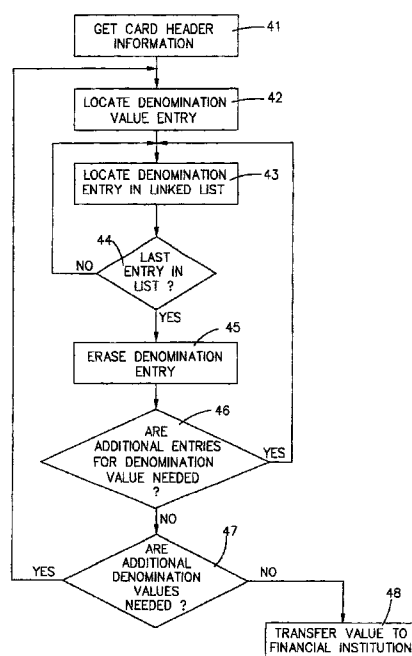 GET CARD HEADER
INFORMATION
41
LOCATE DENOMINATION
VALUE ENTRY
42
LOCATE DENOMINATION
ENTRY IN LINKED LIST
43
44
LAST
ENTRY IN
LIST ?
NO
YES
45
ERASE DENOMINATION
ENTRY
46
ARE
ADDITIONAL ENTRIES
FOR DENOMINATION
VALUE NEEDED
?
YES
NO
47
ARE
ADDITIONAL
DENOMINATION
VALUES
NEEDED ?
YES
NO
48
TRANSFER VALUE TO
FINANCIAL INSTITUTION